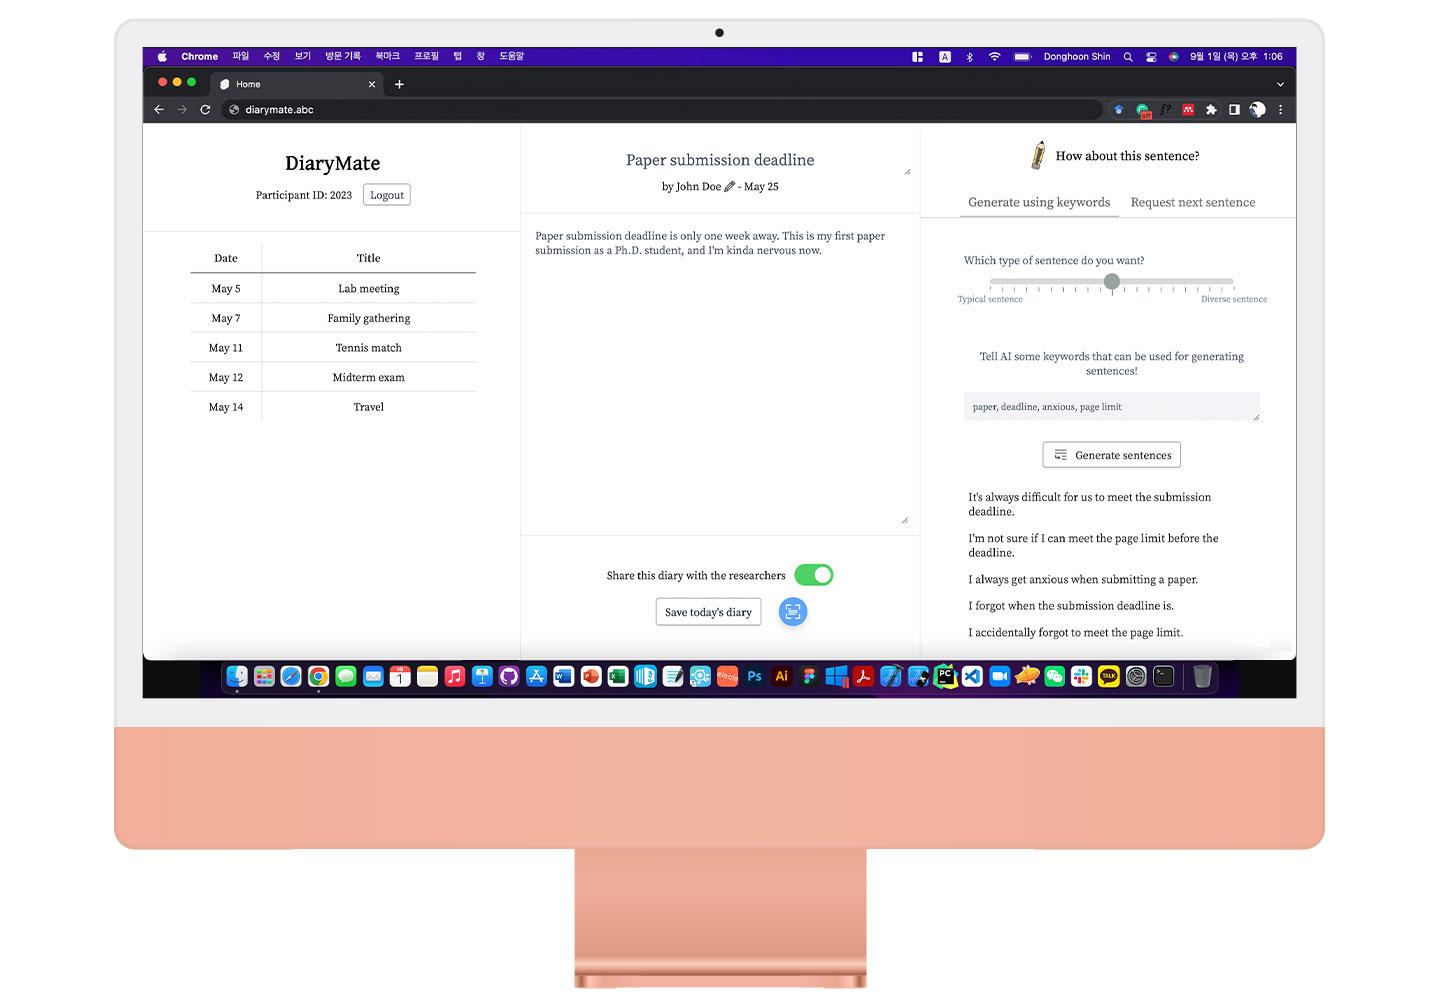 Chrome 파일 수정 보기 방문 기록 북마크 프로필 탭 창 도움말
A Donghoon Shin 9월 1일 (목) 오후 1:06
Home
diarymate.abc
f?
off
DiaryMate
Participant ID: 2023 Logout
Date Title
May 5 Lab meeting
May 7 Family gathering
May 11 Tennis match
May 12 Midterm exam
May 14 Travel
Paper submission deadline
by John Doe - May 25
Paper submission deadline is only one week away. This is my first paper
submission as a Ph.D. student, and I'm kinda nervous now.
Share this diary with the researchers
Save today's diary
How about this sentence?
Generate using keywords Request next sentence
Which type of sentence do you want?
Typical sentence Diverse sentence
Tell AI some keywords that can be used for generating
sentences!
paper, deadline, anxious, page limit
Generate sentences
It's always difficult for us to meet the submission
deadline.
I'm not sure if I can meet the page limit before the
deadline.
I always get anxious when submitting a paper.
I forgot when the submission deadline is.
I accidentally forgot to meet the page limit.
1 W P X circle Ps Ai PC TALK